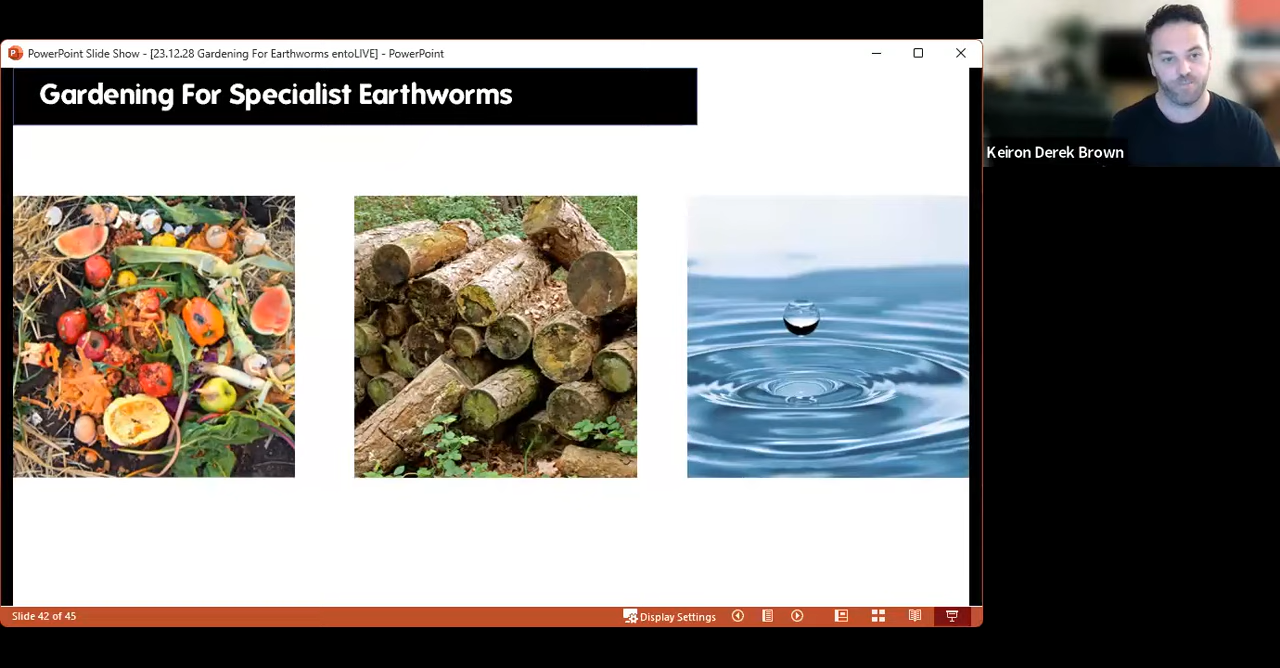 PowerPoint Slide Show - [23.12.28 Gardening For Earthworms entoLIVE] - PowerPoint
Gardening For Specialist Earthworms
Keiron Derek Brown
Slide 42 of 45
Display Settings